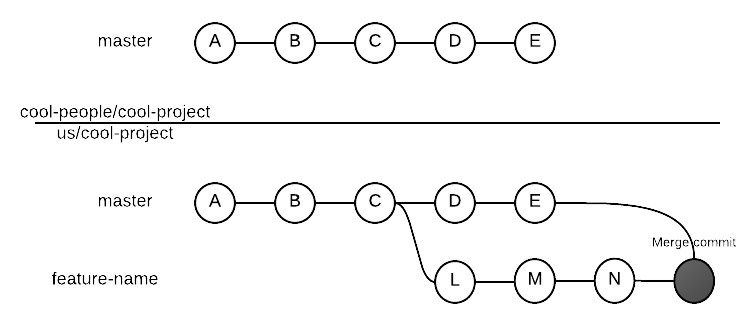 master A B C D E
cool-people/cool-project
us/cool-project
master A B C D E
Merge commit
feature-name L M N